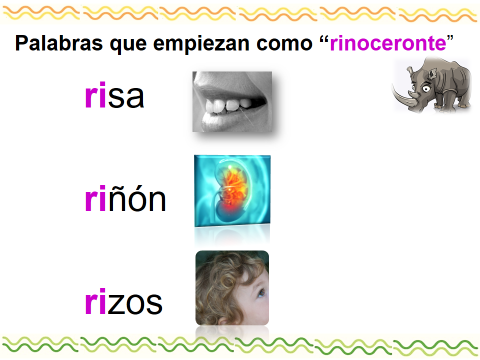 Palabras que empiezan como “rinoceronte”
risa
riñón
rizos